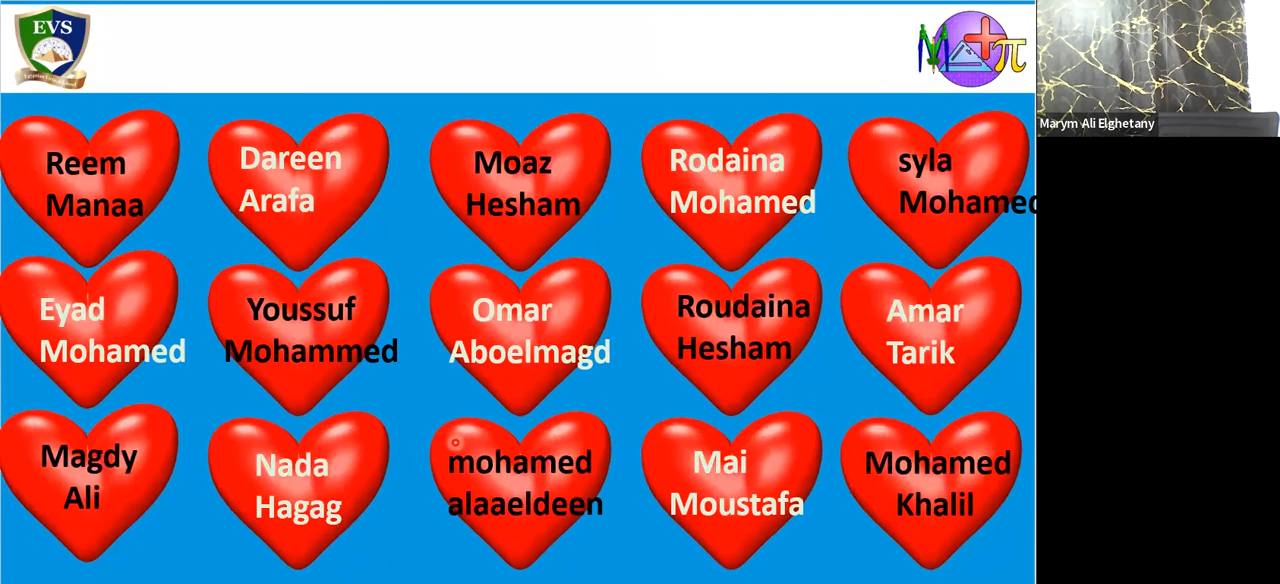 EVS
M+π
Marym Ali Elghetany
Reem
Manaa
Dareen
Arafa
Moaz
Hesham
Rodaina
Mohamed
syla
Mohamed
Eyad
Mohamed
Youssuf
Mohammed
Omar
Aboelmagd
Roudaina
Hesham
Amar
Tarik
Magdy
Ali
Nada
Hagag
mohamed
alaaeldeen
Mai
Moustafa
Mohamed
Khalil